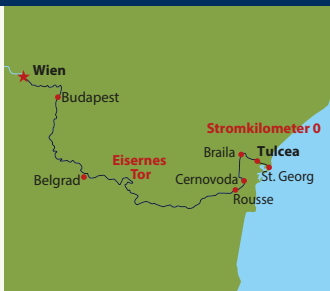 Wien
Budapest
Stromkilometer 0
Braila
Tulcea
Eisernes
Tor
Belgrad
Cernovoda
St. Georg
Rousse